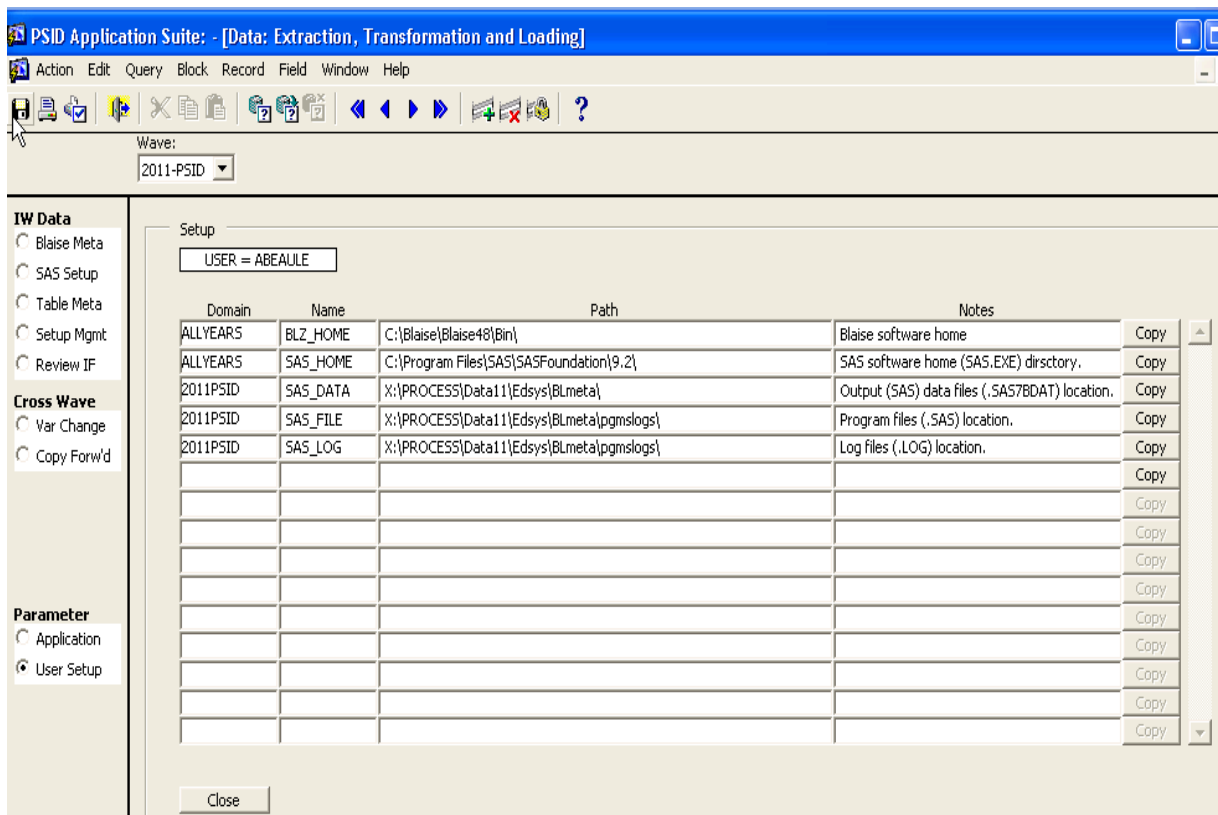 PSID Application Suite: - [Data: Extraction, Transformation and Loading]
Action Edit Query Block Record Field Window Help
Wave:
2011-PSID
IW Data
Blaise Meta
SAS Setup
Table Meta
Setup Mgmt
Review IF
Cross Wave
Var Change
Copy Forw'd
Parameter
Application
User Setup
Setup
USER = ABEAULE
Domain Name Path Notes
ALLYEARS BLZ_HOME C:\Blaise\Blaise48\Bin\ Blaise software home Copy
ALLYEARS SAS_HOME C:\Program Files\SAS\SASFoundation\9.2\ SAS software home (SAS.EXE) dirsctory. Copy
2011PSID SAS_DATA X:\PROCESS\Data11\Edsys\BLmeta\ Output (SAS) data files (.SAS7BDAT) location. Copy
2011PSID SAS_FILE X:\PROCESS\Data11\Edsys\BLmeta\pgmslogs\ Program files (.SAS) location. Copy
2011PSID SAS_LOG X:\PROCESS\Data11\Edsys\BLmeta\pgmslogs\ Log files (.LOG) location. Copy
Copy
Copy
Copy
Copy
Copy
Copy
Copy
Copy
Copy
Copy
Close